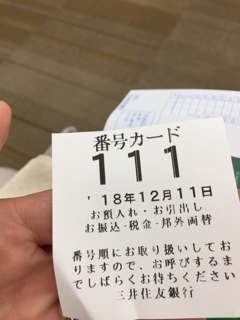 番号カード
111
'18年12月11日
お預入れ・お引出し
お振込・税金・邦外両替
番号順にお取り扱いしてお
りますので、お呼びするま
でしばらくお待ちください
三井住友銀行